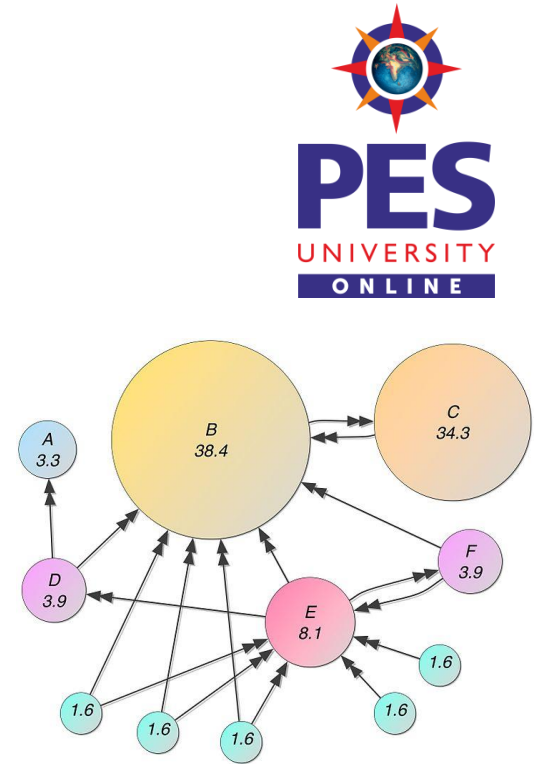 PES
UNIVERSITY
ONLINE
B
38.4
C
34.3
A
3.3
D
3.9
E
8.1
F
3.9
1.6
1.6
1.6
1.6
1.6